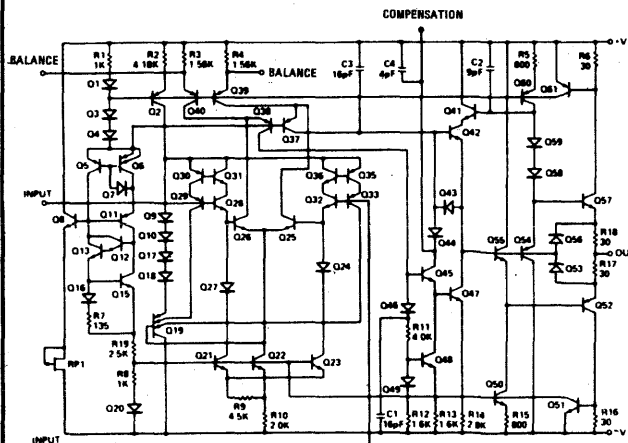 COMPENSATION
+V
R1
1K
R2
4.18K
R3
1.56K
R4
1.56K
C3
16pF
C4
4pF
C2
9pF
R5
800
R6
30
BALANCE
BALANCE
Q1
Q39
Q60
Q61
Q3
Q2
Q40
Q38
Q41
Q4
Q37
Q42
Q59
Q5
Q6
Q58
Q7
Q30
Q31
Q36
Q35
Q43
INPUT
Q29
Q28
Q32
Q33
Q57
Q8
Q11
Q9
Q26
Q25
Q44
R18
30
Q10
Q55
Q54
Q56
OU
Q13
Q12
Q17
Q24
Q45
Q53
R17
30
Q16
Q15
Q18
Q27
Q47
Q46
Q52
R7
135
Q19
R11
4.0K
RP1
R19
2.5K
Q21
Q22
Q23
Q48
R8
1K
Q49
Q50
Q51
Q20
R9
4.5K
R10
2.0K
C1
16pF
R12
1.6K
R13
1.6K
R14
R15
800
R16
30
-V
INPUT